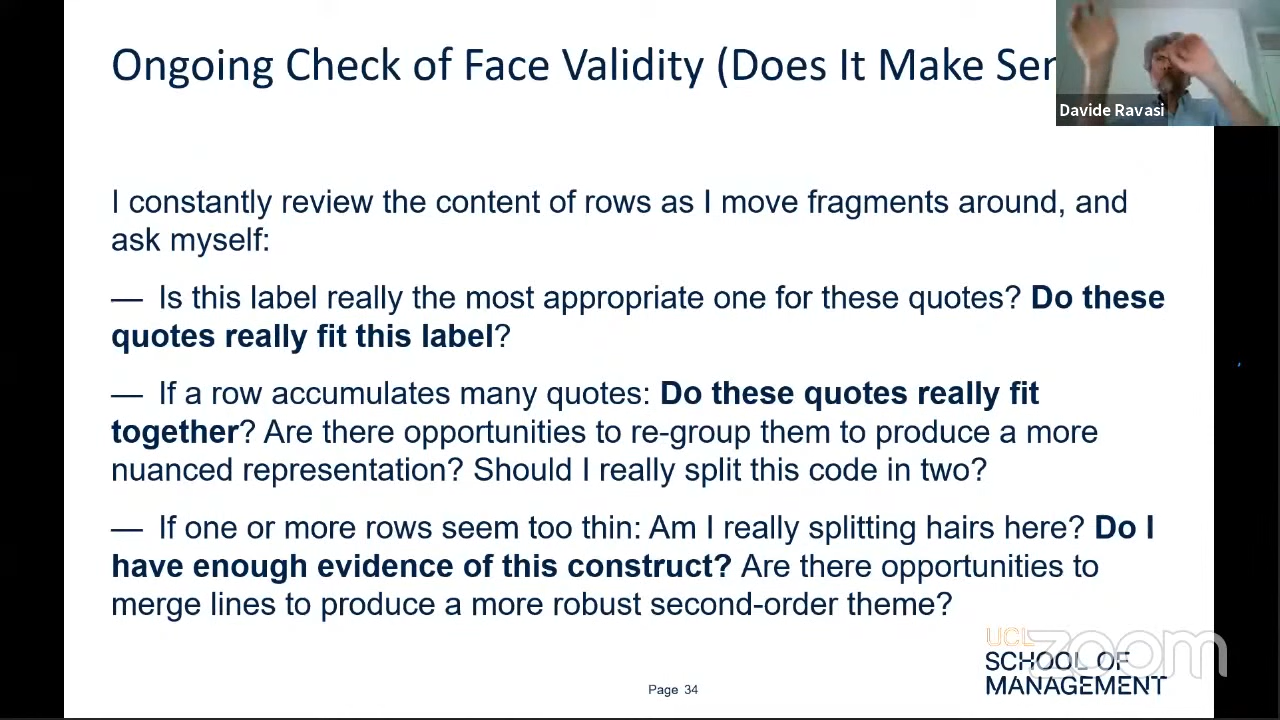 Ongoing Check of Face Validity (Does It Make Sen
Davide Ravasi
I constantly review the content of rows as I move fragments around, and
ask myself:
— Is this label really the most appropriate one for these quotes? Do these
quotes really fit this label?
— If a row accumulates many quotes: Do these quotes really fit
together? Are there opportunities to re-group them to produce a more
nuanced representation? Should I really split this code in two?
— If one or more rows seem too thin: Am I really splitting hairs here? Do I
have enough evidence of this construct? Are there opportunities to
merge lines to produce a more robust second-order theme?
UCL
zoom
SCHOOL OF
MANAGEMENT
Page 34